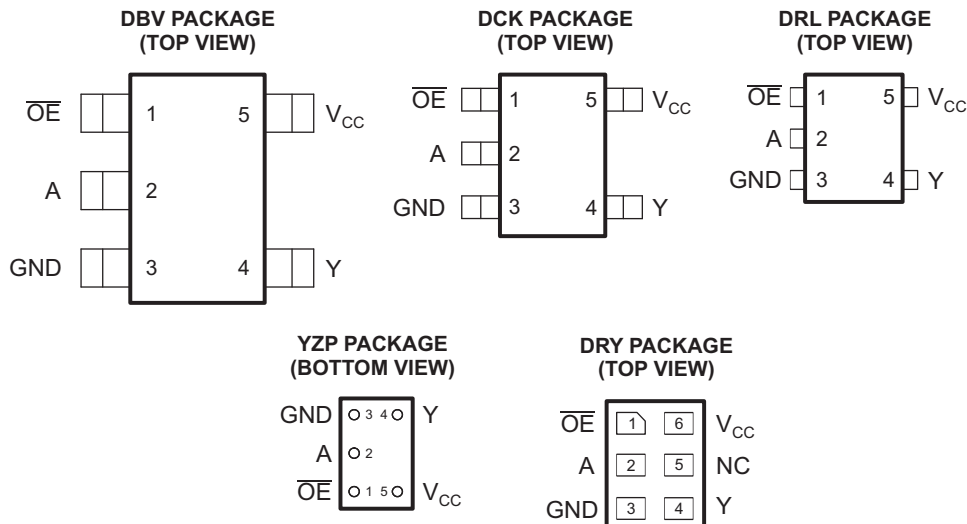 DBV PACKAGE
(TOP VIEW)
OE 1 5 VCC
A 2
GND 3 4 Y
DCK PACKAGE
(TOP VIEW)
OE 1 5 VCC
A 2
GND 3 4 Y
DRL PACKAGE
(TOP VIEW)
OE 1 5 VCC
A 2
GND 3 4 Y
YZP PACKAGE
(BOTTOM VIEW)
GND 3 4 Y
A 2
OE 1 5 VCC
DRY PACKAGE
(TOP VIEW)
OE 1 6 VCC
A 2 5 NC
GND 3 4 Y